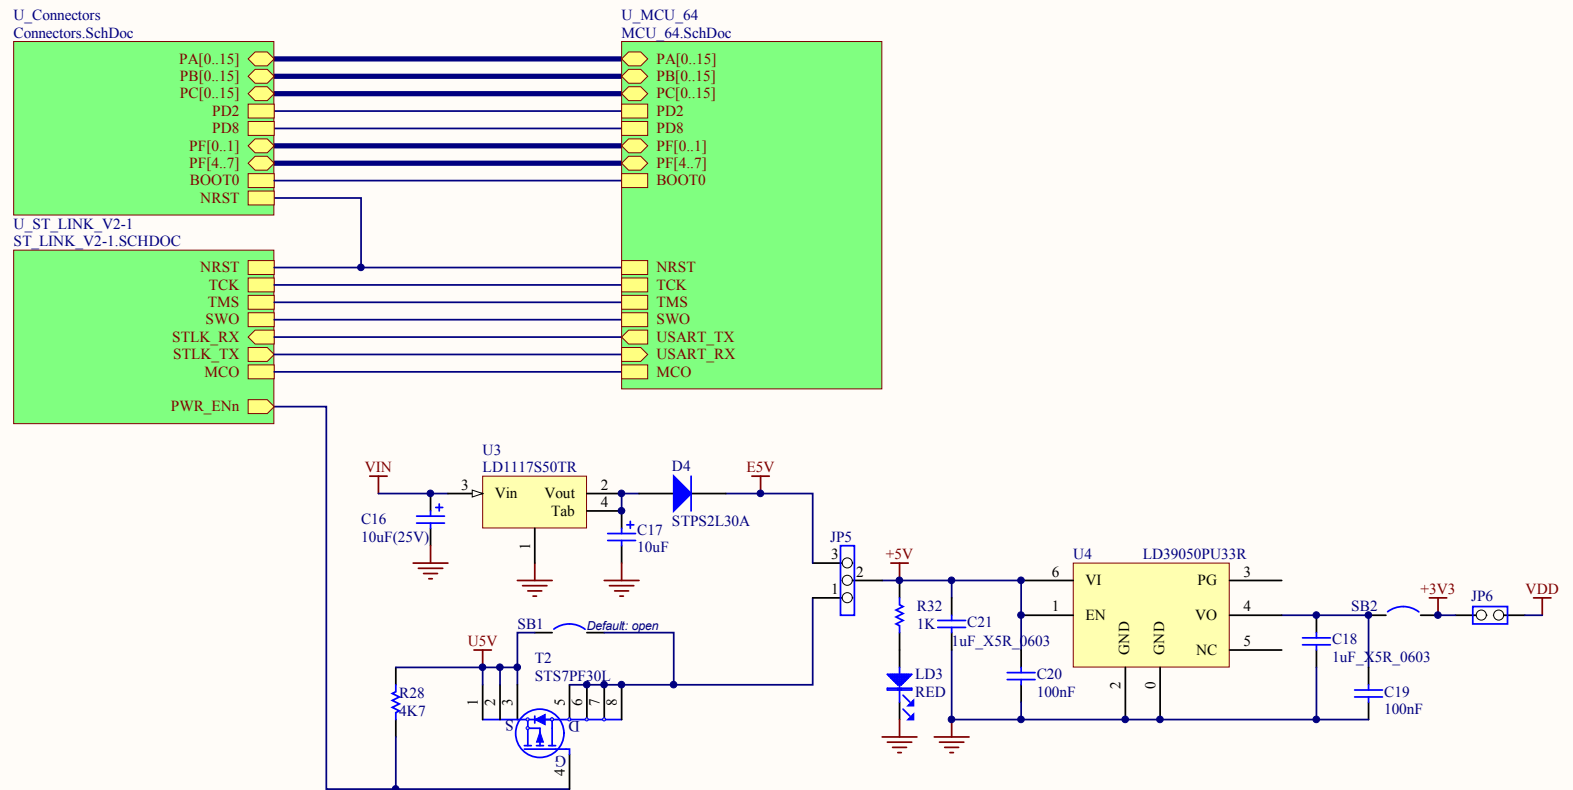 U_Connectors
Connectors.SchDoc
PA[0..15]
PB[0..15]
PC[0..15]
PD2
PD8
PF[0..1]
PF[4..7]
BOOT0
NRST
U_MCU_64
MCU_64.SchDoc
PA[0..15]
PB[0..15]
PC[0..15]
PD2
PD8
PF[0..1]
PF[4..7]
BOOT0
NRST
TCK
TMS
SWO
USART_TX
USART_RX
MCO
U_ST_LINK_V2-1
ST_LINK_V2-1.SCHDOC
NRST
TCK
TMS
SWO
STLK_RX
STLK_TX
MCO
PWR_ENn
VIN
C16
10uF(25V)
U3
LD1117S50TR
3
Vin
Vout
2
Tab
4
1
C17
10uF
D4
STPS2L30A
E5V
JP5
3
2
1
U5V
SB1
Default: open
T2
STS7PF30L
R28
4K7
1
2
3
5
6
7
8
S
D
G
4
+5V
R32
1K
LD3
RED
C21
1uF_X5R_0603
C20
100nF
U4
LD39050PU33R
6
VI
PG
3
1
EN
VO
4
NC
5
GND
GND
2
0
SB2
C18
1uF_X5R_0603
C19
100nF
+3V3
JP6
VDD